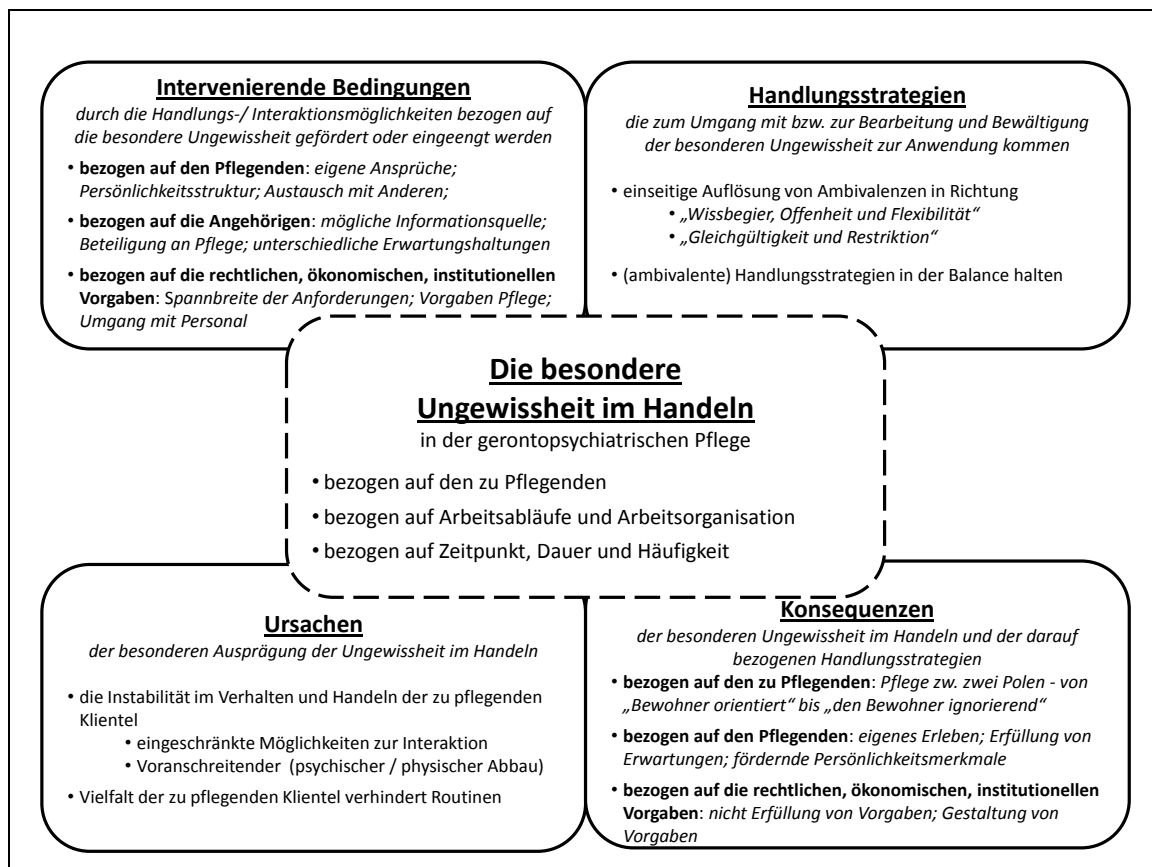 Intervenierende Bedingungen
durch die Handlungs-/ Interaktionsmöglichkeiten bezogen auf
die besondere Ungewissheit gefördert oder eingeengt werden
• bezogen auf den Pflegenden: eigene Ansprüche;
Persönlichkeitsstruktur; Austausch mit Anderen;
• bezogen auf die Angehörigen: mögliche Informationsquelle;
Beteiligung an Pflege; unterschiedliche Erwartungshaltungen
• bezogen auf die rechtlichen, ökonomischen, institutionellen
Vorgaben: Spannbreite der Anforderungen; Vorgaben Pflege;
Umgang mit Personal
Handlungsstrategien
die zum Umgang mit bzw. zur Bearbeitung und Bewältigung
der besonderen Ungewissheit zur Anwendung kommen
• einseitige Auflösung von Ambivalenzen in Richtung
• „Wissbegier, Offenheit und Flexibilität“
• „Gleichgültigkeit und Restriktion“
• (ambivalente) Handlungsstrategien in der Balance halten
Die besondere
Ungewissheit im Handeln
in der gerontopsychiatrischen Pflege
• bezogen auf den zu Pflegenden
• bezogen auf Arbeitsabläufe und Arbeitsorganisation
• bezogen auf Zeitpunkt, Dauer und Häufigkeit
Ursachen
der besonderen Ausprägung der Ungewissheit im Handeln
• die Instabilität im Verhalten und Handeln der zu pflegenden
Klientel
• eingeschränkte Möglichkeiten zur Interaktion
• Voranschreitender (psychischer / physischer Abbau)
• Vielfalt der zu pflegenden Klientel verhindert Routinen
Konsequenzen
der besonderen Ungewissheit im Handeln und der darauf
bezogenen Handlungsstrategien
• bezogen auf den zu Pflegenden: Pflege zw. zwei Polen - von
„Bewohner orientiert“ bis „den Bewohner ignorierend“
• bezogen auf den Pflegenden: eigenes Erleben; Erfüllung von
Erwartungen; fördernde Persönlichkeitsmerkmale
• bezogen auf die rechtlichen, ökonomischen, institutionellen
Vorgaben: nicht Erfüllung von Vorgaben; Gestaltung von
Vorgaben